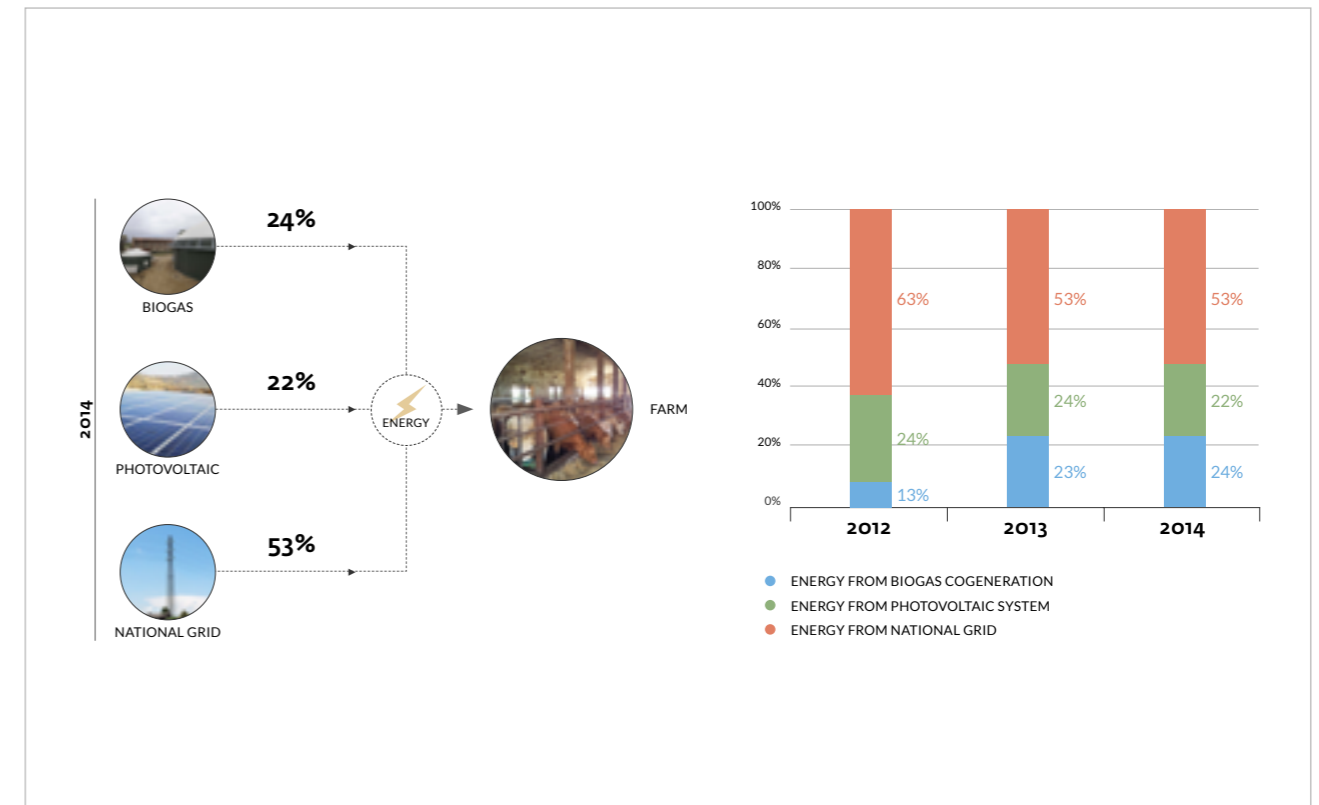 2014
24%
BIOGAS
22%
PHOTOVOLTAIC
53%
NATIONAL GRID
ENERGY
FARM
100%
80%
60%
40%
20%
0%
63%
24%
13%
53%
24%
23%
53%
22%
24%
2012
2013
2014
ENERGY FROM BIOGAS COGENERATION
ENERGY FROM PHOTOVOLTAIC SYSTEM
ENERGY FROM NATIONAL GRID